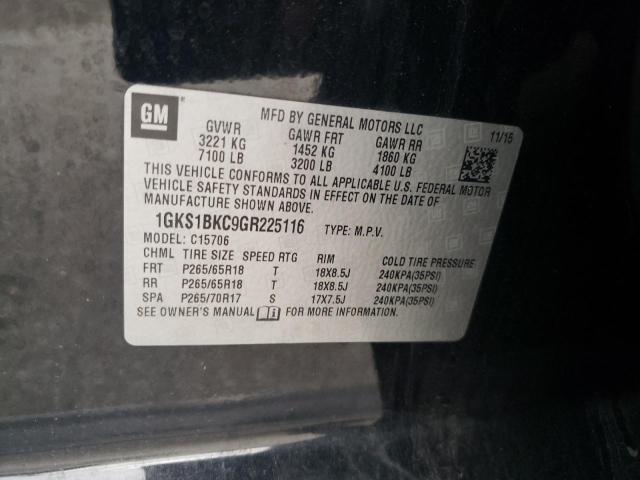 GM ®
MFD BY GENERAL MOTORS LLC
11/15
GVWR GAWR FRT GAWR RR
3221 KG 1452 KG 1860 KG
7100 LB 3200 LB 4100 LB
THIS VEHICLE CONFORMS TO ALL APPLICABLE U.S. FEDERAL MOTOR
VEHICLE SAFETY STANDARDS IN EFFECT ON THE DATE OF
MANUFACTURE SHOWN ABOVE.
1GKS1BKC9GR225116 TYPE: M.P.V.
MODEL: C15706
CHML TIRE SIZE SPEED RTG RIM COLD TIRE PRESSURE
FRT P265/65R18 T 18X8.5J 240KPA(35PSI)
RR P265/65R18 T 18X8.5J 240KPA(35PSI)
SPA P265/70R17 S 17X7.5J 240KPA(35PSI)
SEE OWNER'S MANUAL FOR MORE INFORMATION.